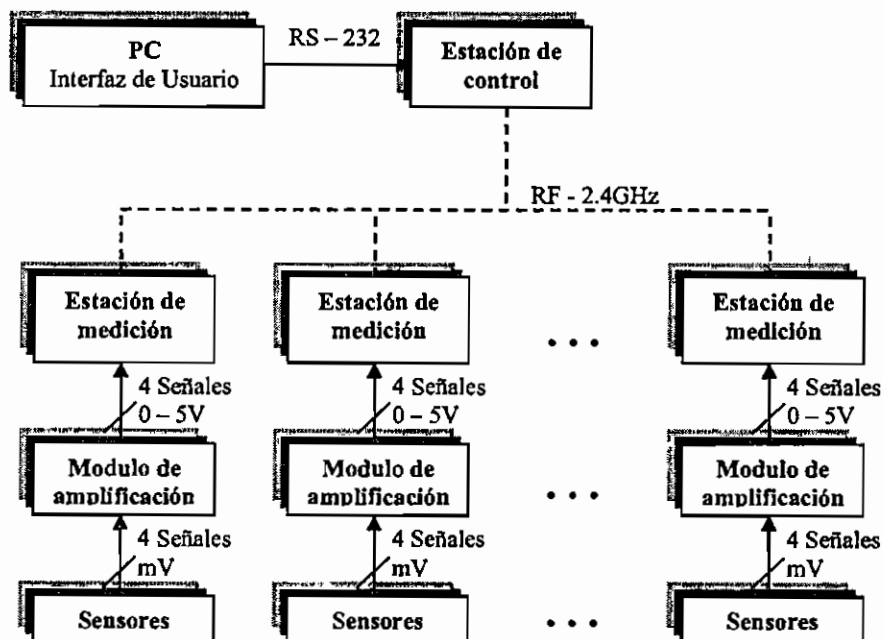 PC
Interfaz de Usuario
RS – 232
Estación de
control
RF - 2.4GHz
Estación de
medición
Estación de
medición
. . .
Estación de
medición
4 Señales
0 – 5V
4 Señales
0 – 5V
4 Señales
0 – 5V
Modulo de
amplificación
Modulo de
amplificación
. . .
Modulo de
amplificación
4 Señales
mV
4 Señales
mV
4 Señales
mV
Sensores
Sensores
. . .
Sensores